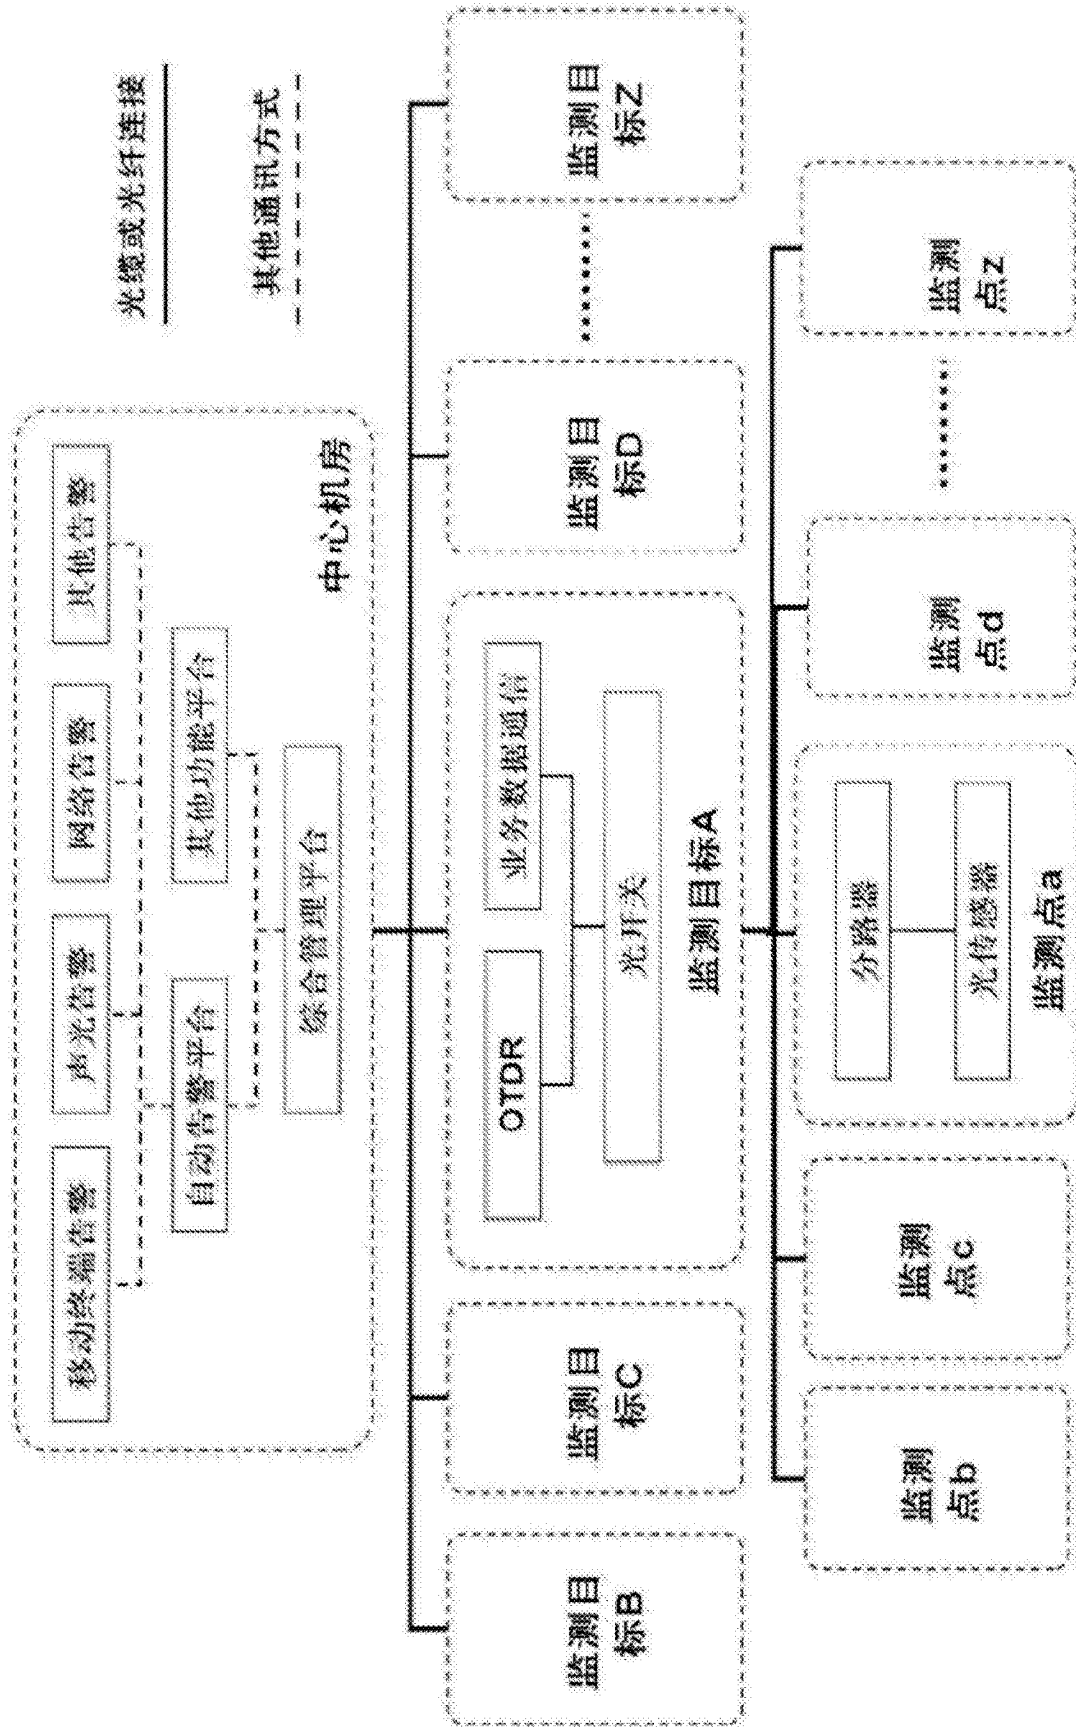 移动终端告警
声光告警
网络告警
其他告警
自动告警平台
其他功能平台
综合管理平台
中心机房
光缆或光纤连接
其他通讯方式
监测目
标B
监测目
标C
OTDR
业务数据通信
光开关
监测目标A
监测目
标D
监测目
标Z
监测
点b
监测
点c
分路器
光传感器
监测点a
监测
点d
监测
点z